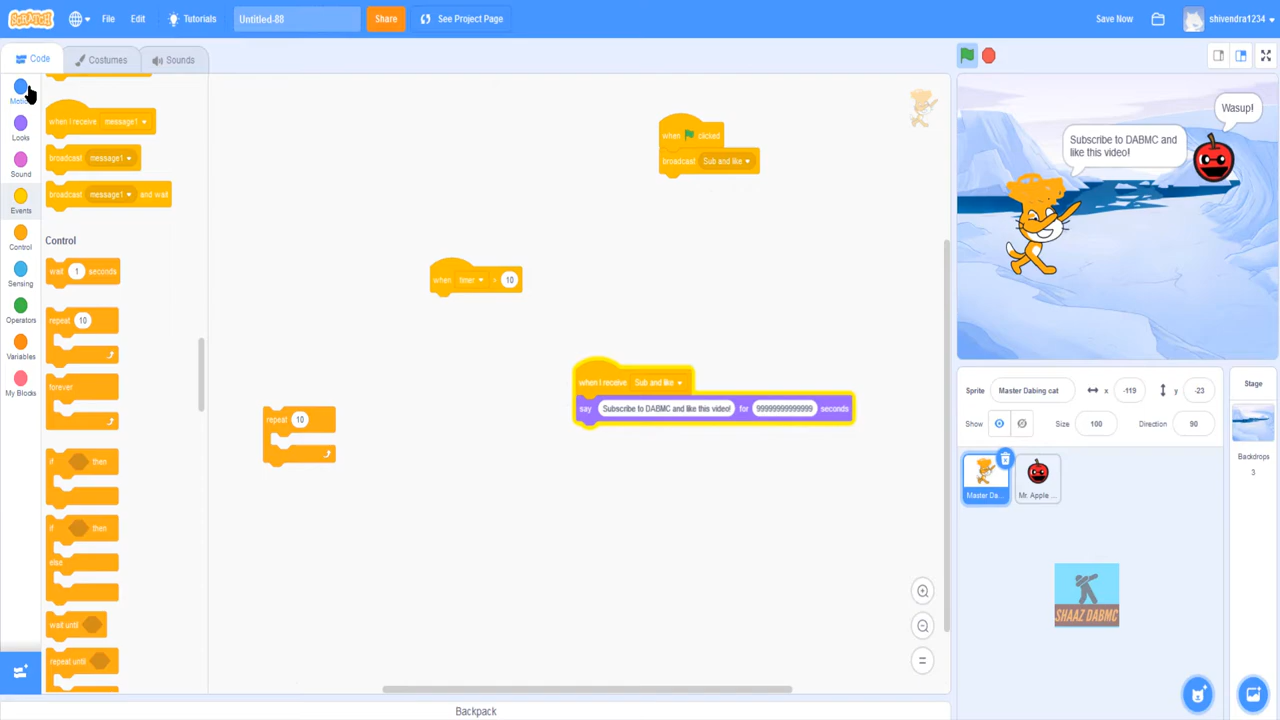 SCRATCH
File
Edit
Tutorials
Untitled-88
Share
See Project Page
Save Now
shivendra1234
Code
Costumes
Sounds
Looks
Sound
Events
Control
Sensing
Operators
Variables
My Blocks
when I receive message1
broadcast message1
broadcast message1 and wait
Control
wait 1 seconds
repeat 10
forever
if then
if then
else
wait until
repeat until
when clicked
broadcast Sub and like
when timer > 10
repeat 10
when I receive Sub and like
say Subscribe to DABMC and like this video! for 99999999999999 seconds
Backpack
Wasup!
Subscribe to DABMC and
like this video!
Sprite Master Dabing cat x -119 y -23
Show Size 100 Direction 90
Master Da...
Mr. Apple ...
Stage
Backdrops
3
SHAAZ DABMC